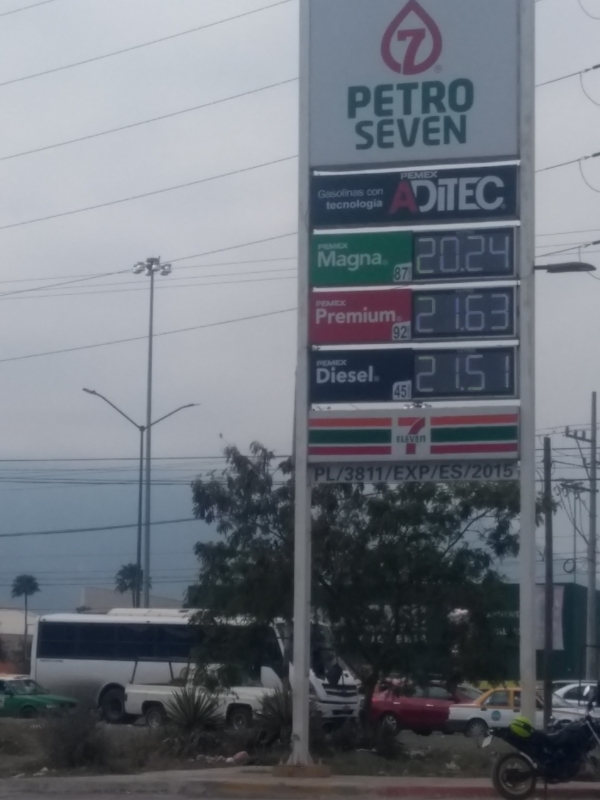 7
PETRO
SEVEN
Gasolinas con
tecnología
PEMEX
ADiTEC
PEMEX
Magna 87 20.24
PEMEX
Premium 92 21.63
PEMEX
Diesel 45 21.51
7
ELEVEN
PL/3811/EXP/ES/2015